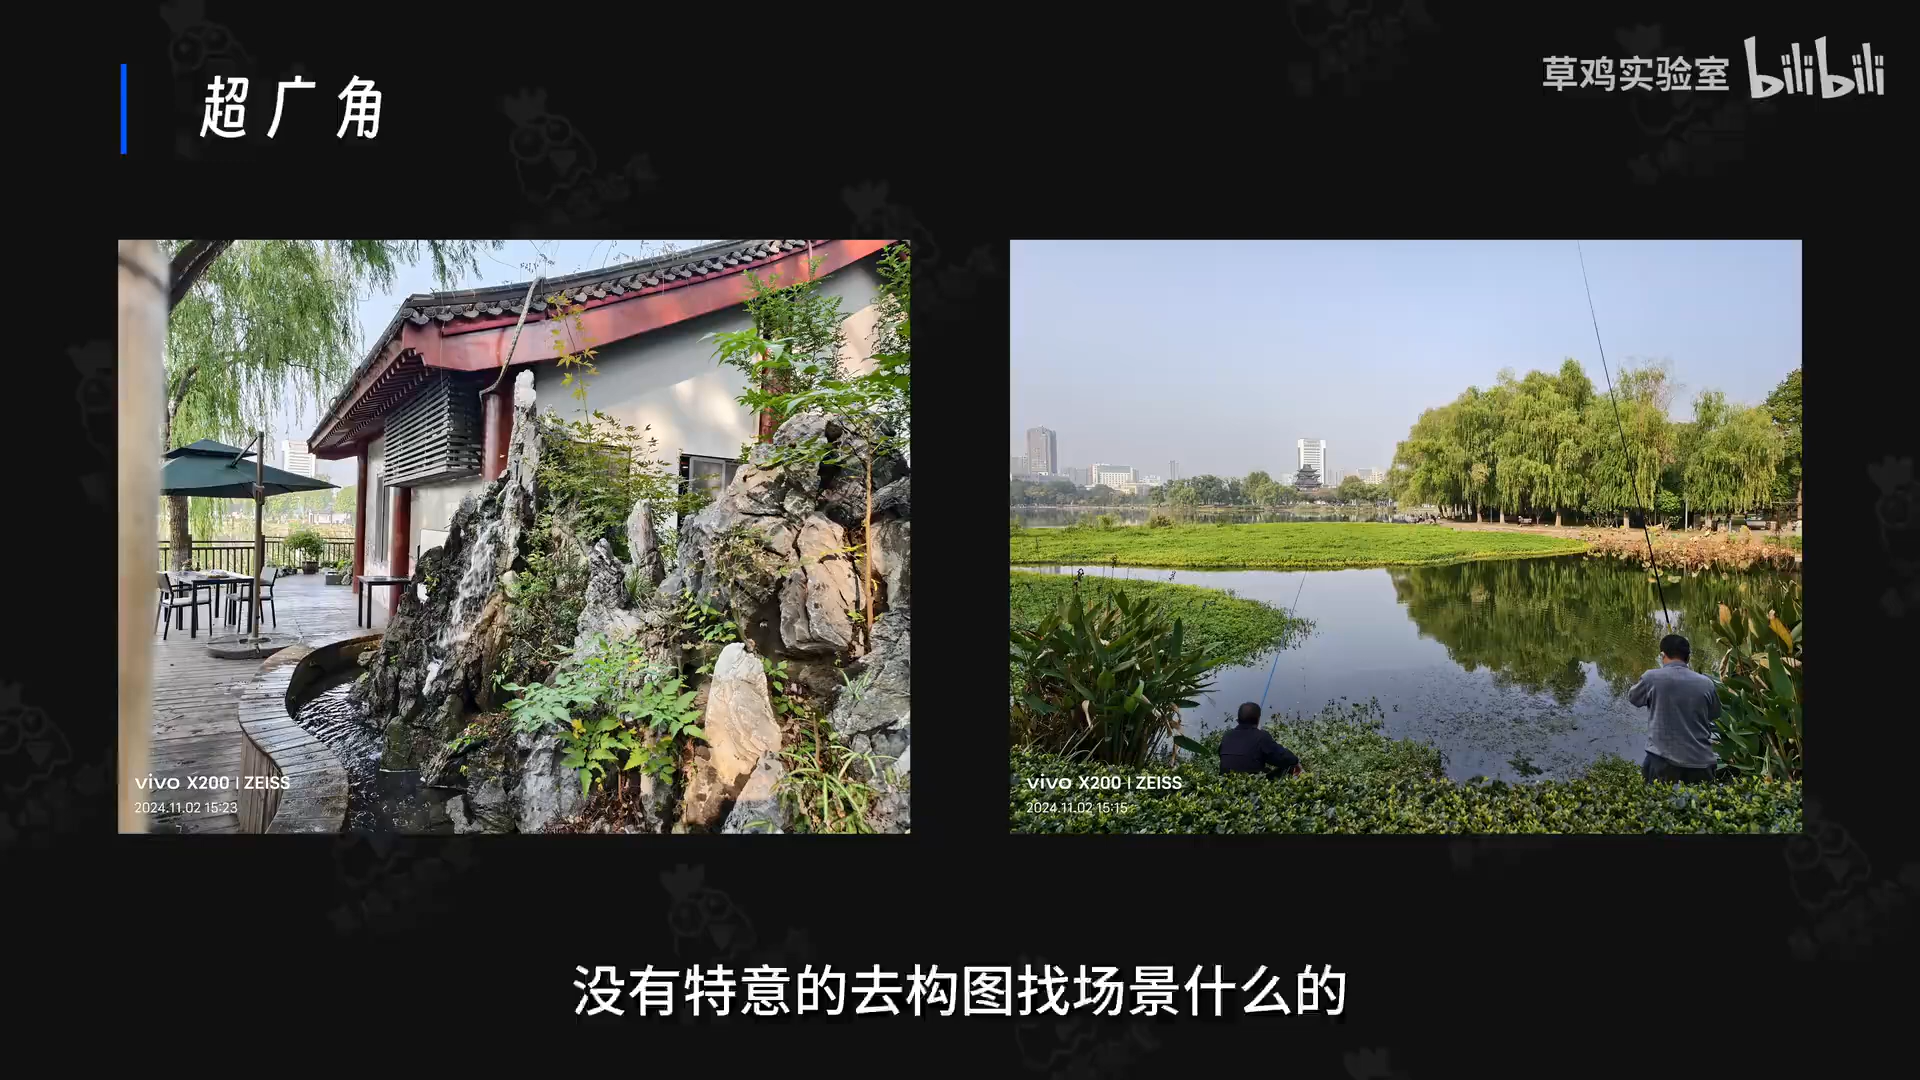 超广角
草鸡实验室 bilibili
vivo X200 | ZEISS
2024.11.02 15:23
vivo X200 | ZEISS
2024.11.02 15:15
没有特意的去构图找场景什么的